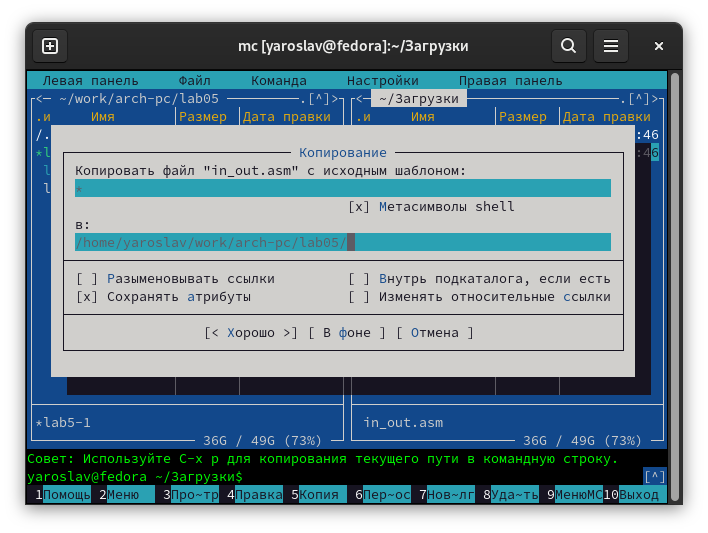 mc [yaroslav@fedora]:~/Загрузки
Левая панель Файл Команда Настройки Правая панель
<— ~/work/arch-pc/lab05 .[^]> <— ~/Загрузки .[^]>
.и Имя Размер Дата правки .и Имя Размер Дата правки
/. :46
*l :46
l
l
Копирование
Копировать файл "in_out.asm" с исходным шаблоном:
*
[x] Метасимволы shell
в:
/home/yaroslav/work/arch-pc/lab05/
[ ] Разыменовывать ссылки [ ] Внутрь подкаталога, если есть
[x] Сохранять атрибуты [ ] Изменять относительные ссылки
[< Хорошо >] [ В фоне ] [ Отмена ]
*lab5-1 in_out.asm
36G / 49G (73%) 36G / 49G (73%)
Совет: Используйте C-x p для копирования текущего пути в командную строку.
yaroslav@fedora ~/Загрузки$ [^]
1Помощь 2Меню 3Про~тр 4Правка 5Копия 6Пер~ос 7Нов~лг 8Уда~ть 9МенюMC 10Выход